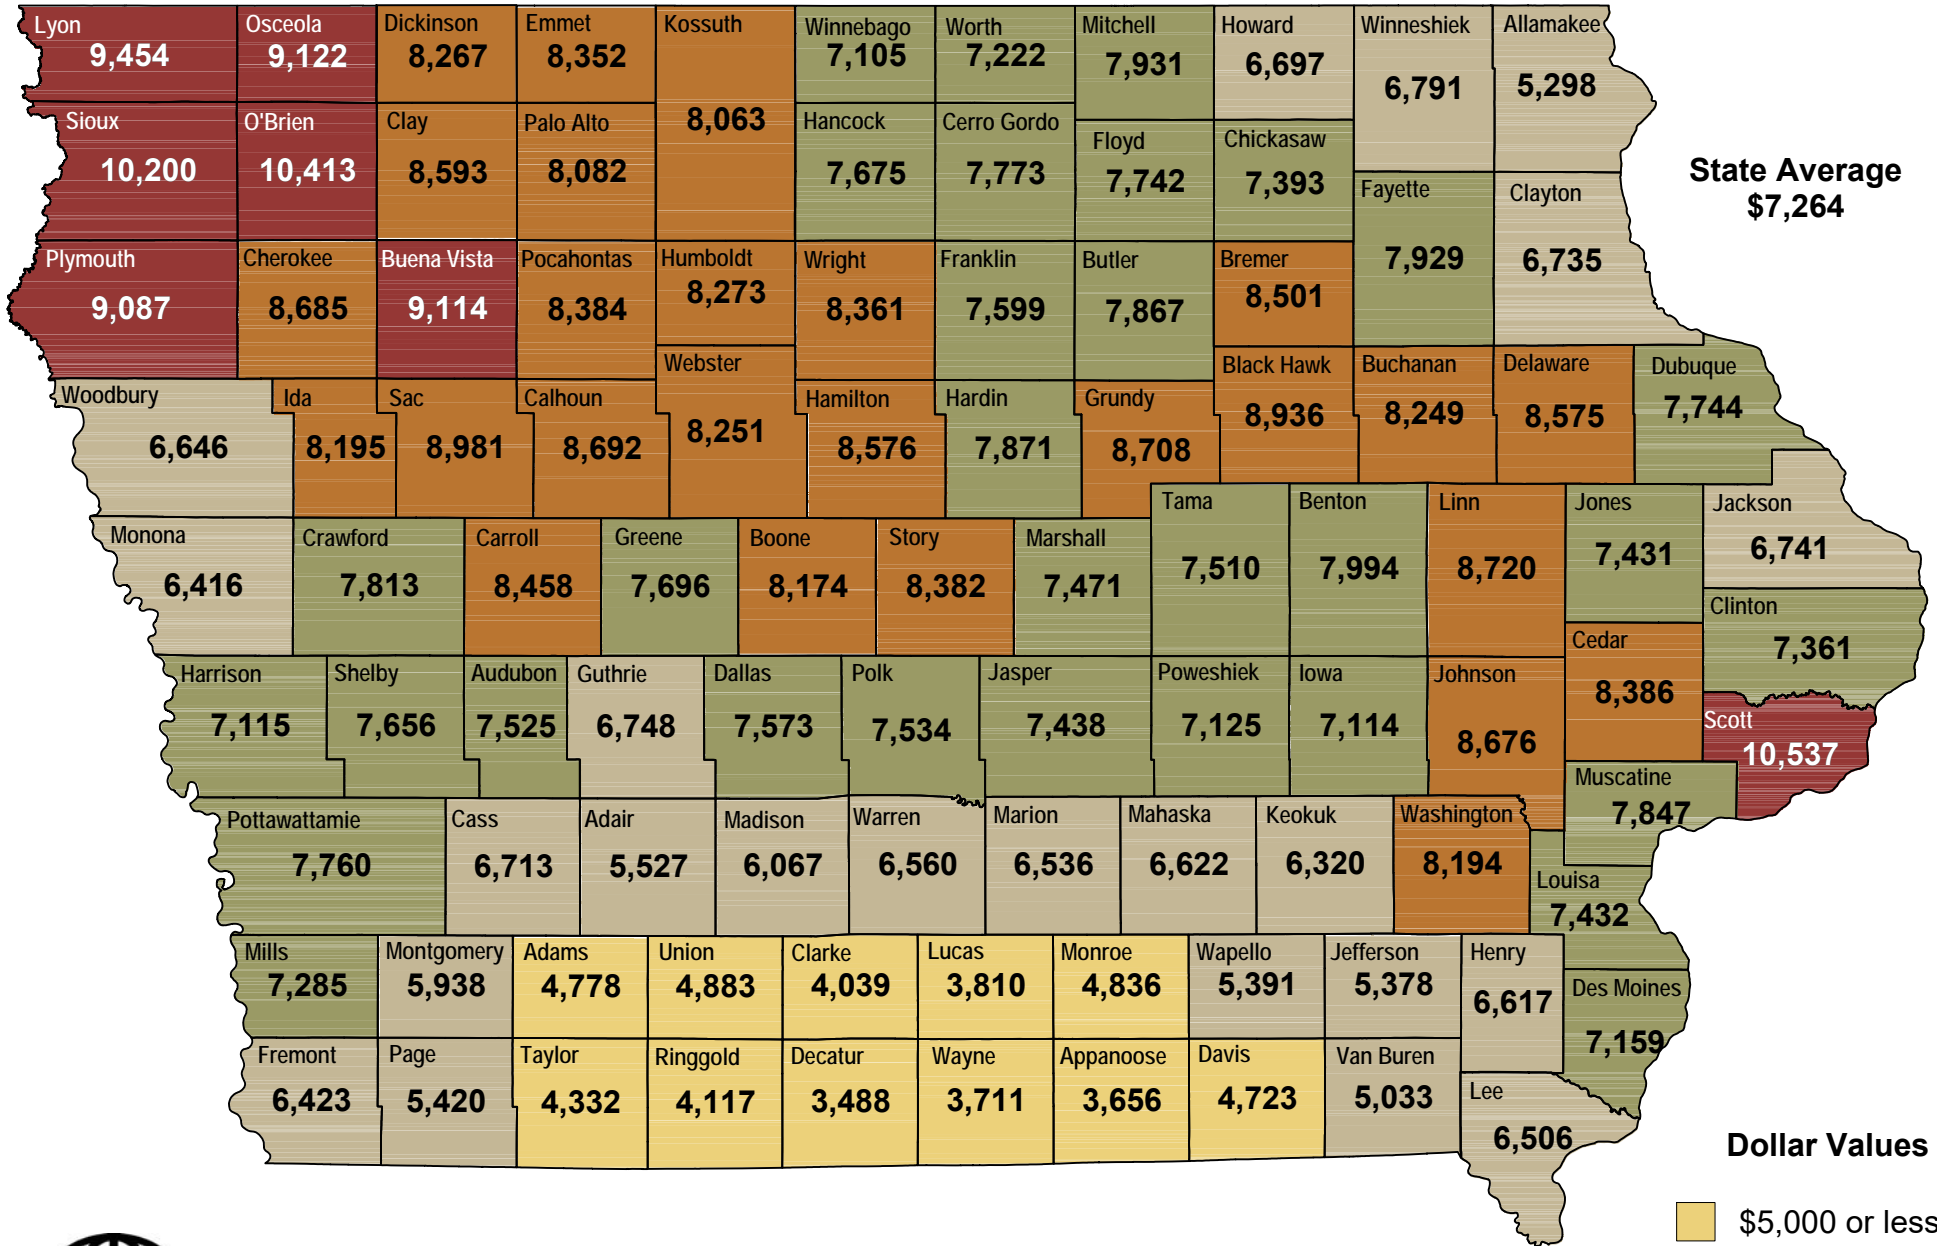 Lyon
9,454
Osceola
9,122
Dickinson
8,267
Emmet
8,352
Kossuth
8,063
Winnebago
7,105
Worth
7,222
Mitchell
7,931
Howard
6,697
Winneshiek
6,791
Allamakee
5,298
Sioux
10,200
O'Brien
10,413
Clay
8,593
Palo Alto
8,082
Hancock
7,675
Cerro Gordo
7,773
Floyd
7,742
Chickasaw
7,393
Fayette
7,929
Clayton
6,735
State Average
$7,264
Plymouth
9,087
Cherokee
8,685
Buena Vista
9,114
Pocahontas
8,384
Humboldt
8,273
Wright
8,361
Franklin
7,599
Butler
7,867
Bremer
8,501
Woodbury
6,646
Ida
8,195
Sac
8,981
Calhoun
8,692
Webster
8,251
Hamilton
8,576
Hardin
7,871
Grundy
8,708
Black Hawk
8,936
Buchanan
8,249
Delaware
8,575
Dubuque
7,744
Monona
6,416
Crawford
7,813
Carroll
8,458
Greene
7,696
Boone
8,174
Story
8,382
Marshall
7,471
Tama
7,510
Benton
7,994
Linn
8,720
Jones
7,431
Jackson
6,741
Clinton
7,361
Harrison
7,115
Shelby
7,656
Audubon
7,525
Guthrie
6,748
Dallas
7,573
Polk
7,534
Jasper
7,438
Poweshiek
7,125
Iowa
7,114
Johnson
8,676
Cedar
8,386
Scott
10,537
Muscatine
7,847
Pottawattamie
7,760
Cass
6,713
Adair
5,527
Madison
6,067
Warren
6,560
Marion
6,536
Mahaska
6,622
Keokuk
6,320
Washington
8,194
Louisa
7,432
Mills
7,285
Montgomery
5,938
Adams
4,778
Union
4,883
Clarke
4,039
Lucas
3,810
Monroe
4,836
Wapello
5,391
Jefferson
5,378
Henry
6,617
Des Moines
7,159
Fremont
6,423
Page
5,420
Taylor
4,332
Ringgold
4,117
Decatur
3,488
Wayne
3,711
Appanoose
3,656
Davis
4,723
Van Buren
5,033
Lee
6,506
Dollar Values
$5,000 or less